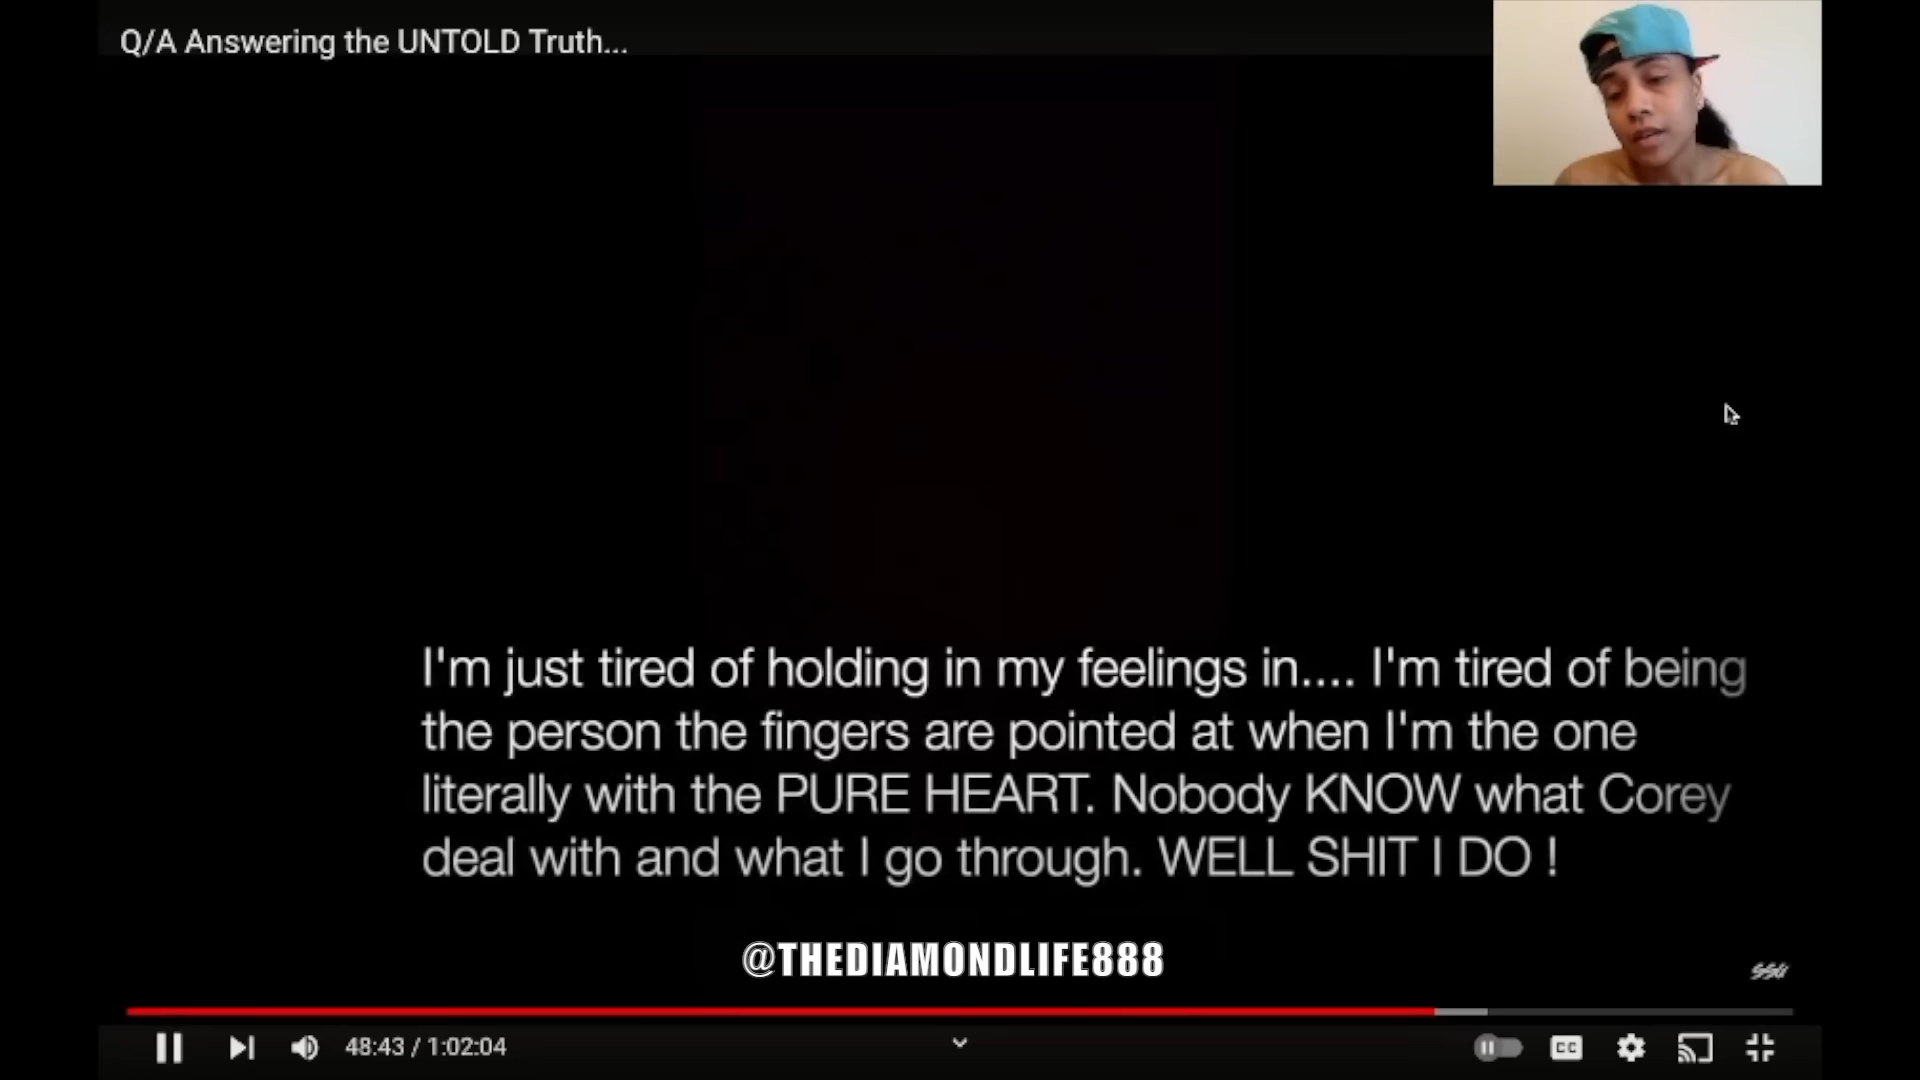 Q/A Answering the UNTOLD Truth...
I'm just tired of holding in my feelings in.... I'm tired of being
the person the fingers are pointed at when I'm the one
literally with the PURE HEART. Nobody KNOW what Corey
deal with and what I go through. WELL SHIT I DO !
@THEDIAMONDLIFE888
SSG
48:43 / 1:02:04
CC